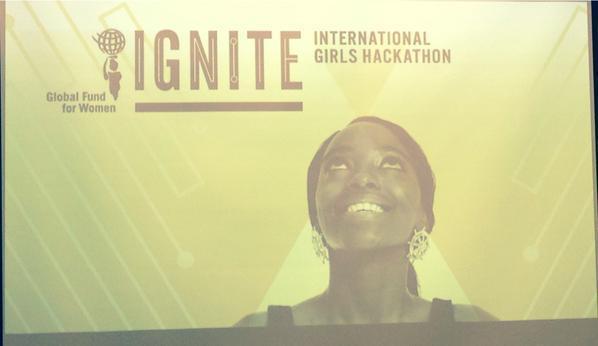 IGNITE
INTERNATIONAL
GIRLS HACKATHON
Global Fund
for Women